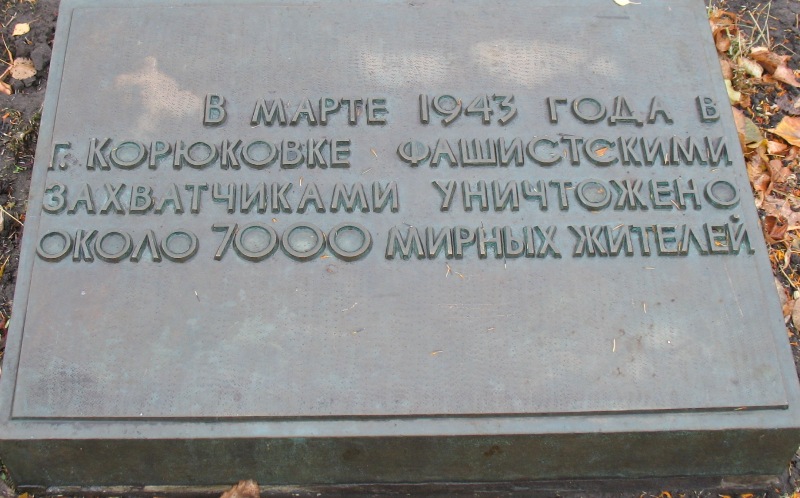 В МАРТЕ 1943 ГОДА В
г. КОРЮКОВКЕ ФАШИСТСКИМИ
ЗАХВАТЧИКАМИ УНИЧТОЖЕНО
ОКОЛО 7000 МИРНЫХ ЖИТЕЛЕЙ